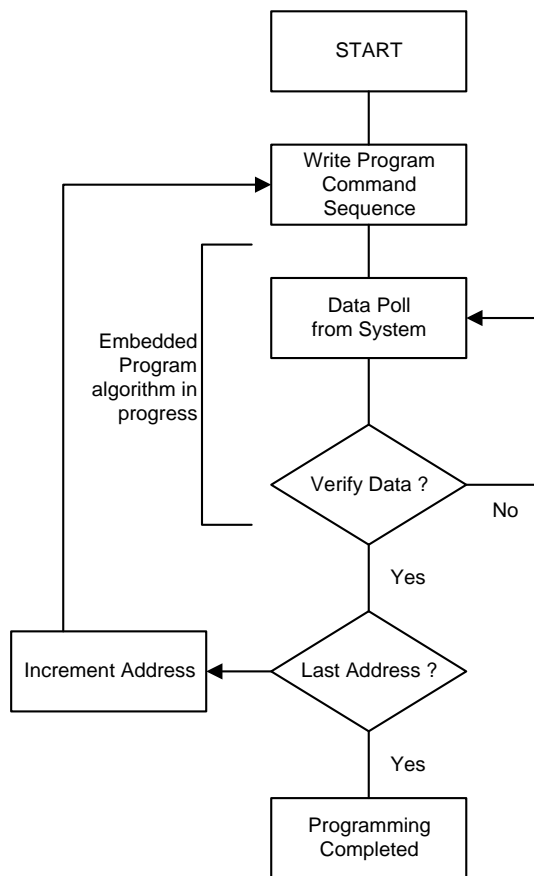 START
Write Program
Command
Sequence
Data Poll
from System
Embedded
Program
algorithm in
progress
Verify Data ?
No
Yes
Increment Address
Last Address ?
Yes
Programming
Completed